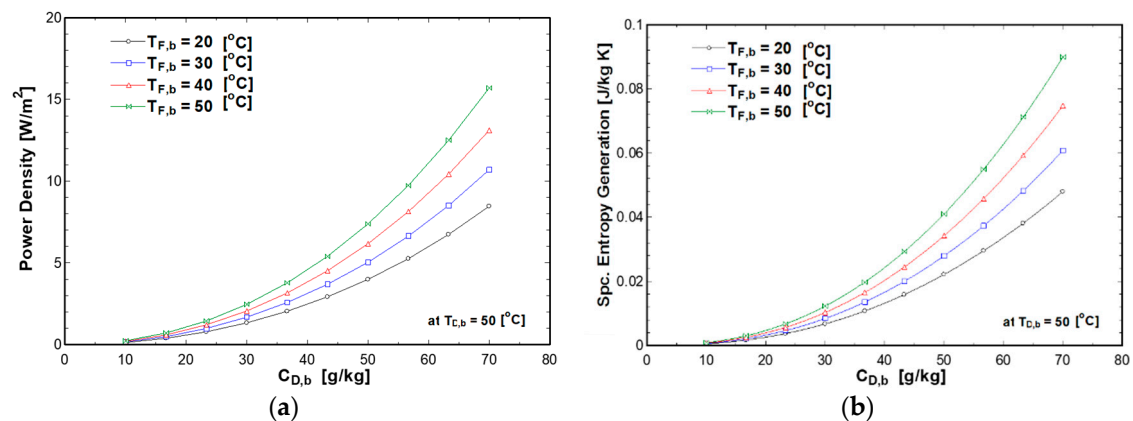 20
15
10
5
0
Power Density [W/m²]
T_F,b = 20 [°C]
T_F,b = 30 [°C]
T_F,b = 40 [°C]
T_F,b = 50 [°C]
at T_D,b = 50 [°C]
0 10 20 30 40 50 60 70 80
C_D,b [g/kg]
(a)
0.1
0.08
0.06
0.04
0.02
0
Spc. Entropy Generation [J/kg K]
T_F,b = 20 [°C]
T_F,b = 30 [°C]
T_F,b = 40 [°C]
T_F,b = 50 [°C]
at T_D,b = 50 [°C]
0 10 20 30 40 50 60 70 80
C_D,b [g/kg]
(b)